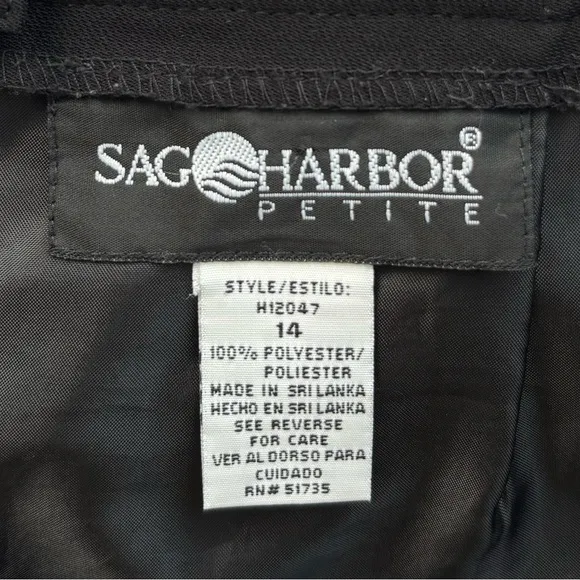 SAG HARBOR®
PETITE
STYLE/ESTILO:
H12047
14
100% POLYESTER/
POLIESTER
MADE IN SRI LANKA
HECHO EN SRI LANKA
SEE REVERSE
FOR CARE
VER AL DORSO PARA
CUIDADO
RN# 51735